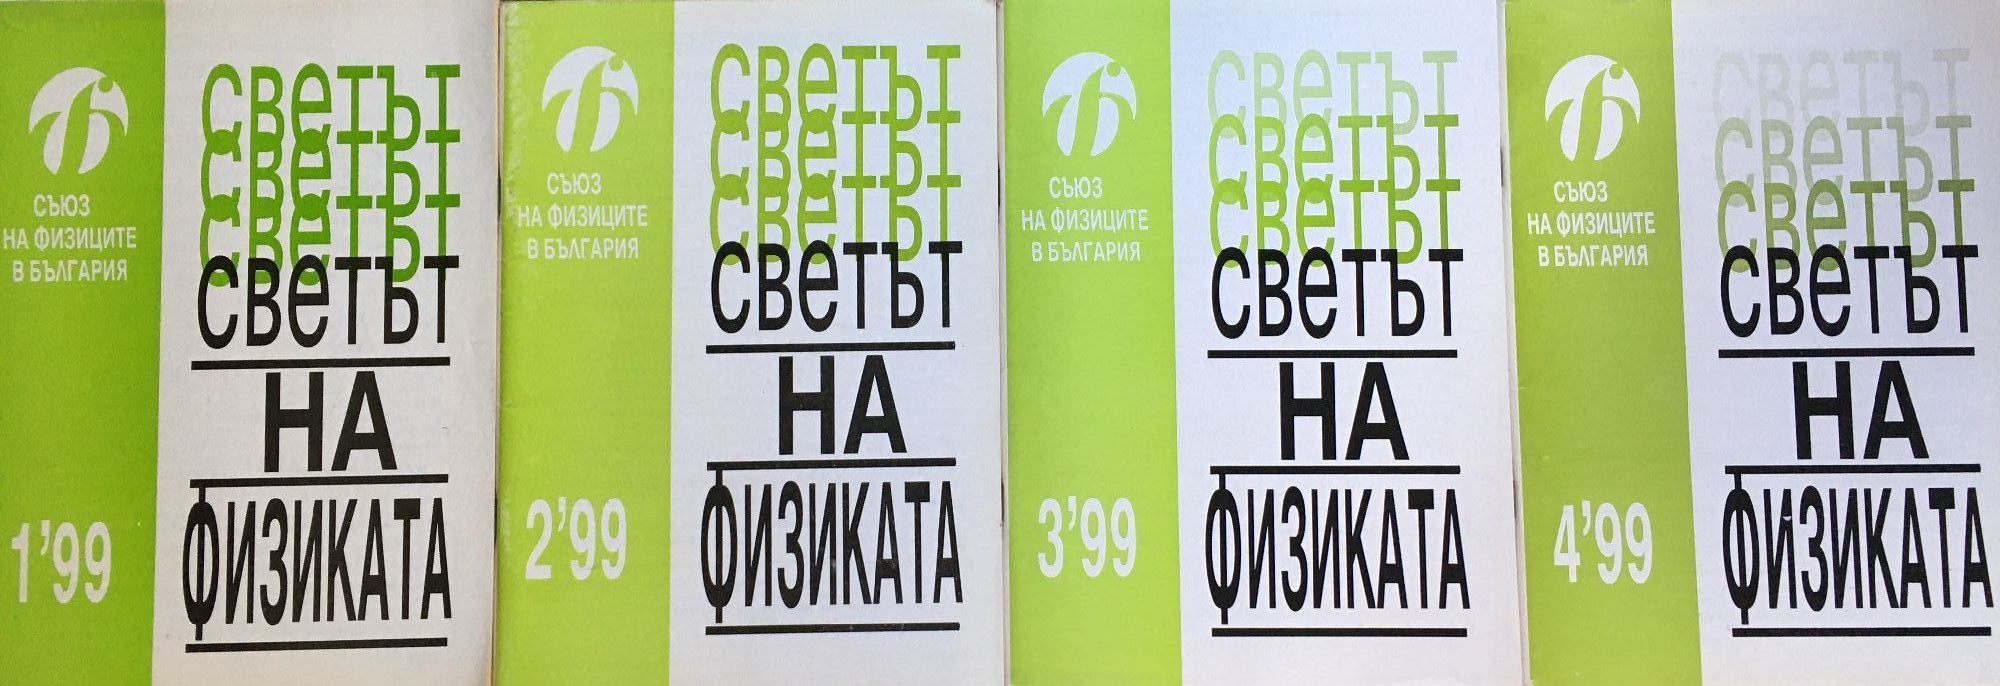 СЪЮЗ
НА ФИЗИЦИТЕ
В БЪЛГАРИЯ
1'99
светът
светът
светът
светът
НА
ФИЗИКАТА
СЪЮЗ
НА ФИЗИЦИТЕ
В БЪЛГАРИЯ
2'99
светът
светът
светът
светът
НА
ФИЗИКАТА
СЪЮЗ
НА ФИЗИЦИТЕ
В БЪЛГАРИЯ
3'99
светът
светът
светът
светът
НА
ФИЗИКАТА
СЪЮЗ
НА ФИЗИЦИТЕ
В БЪЛГАРИЯ
4'99
светът
светът
светът
светът
НА
ФИЗИКАТА